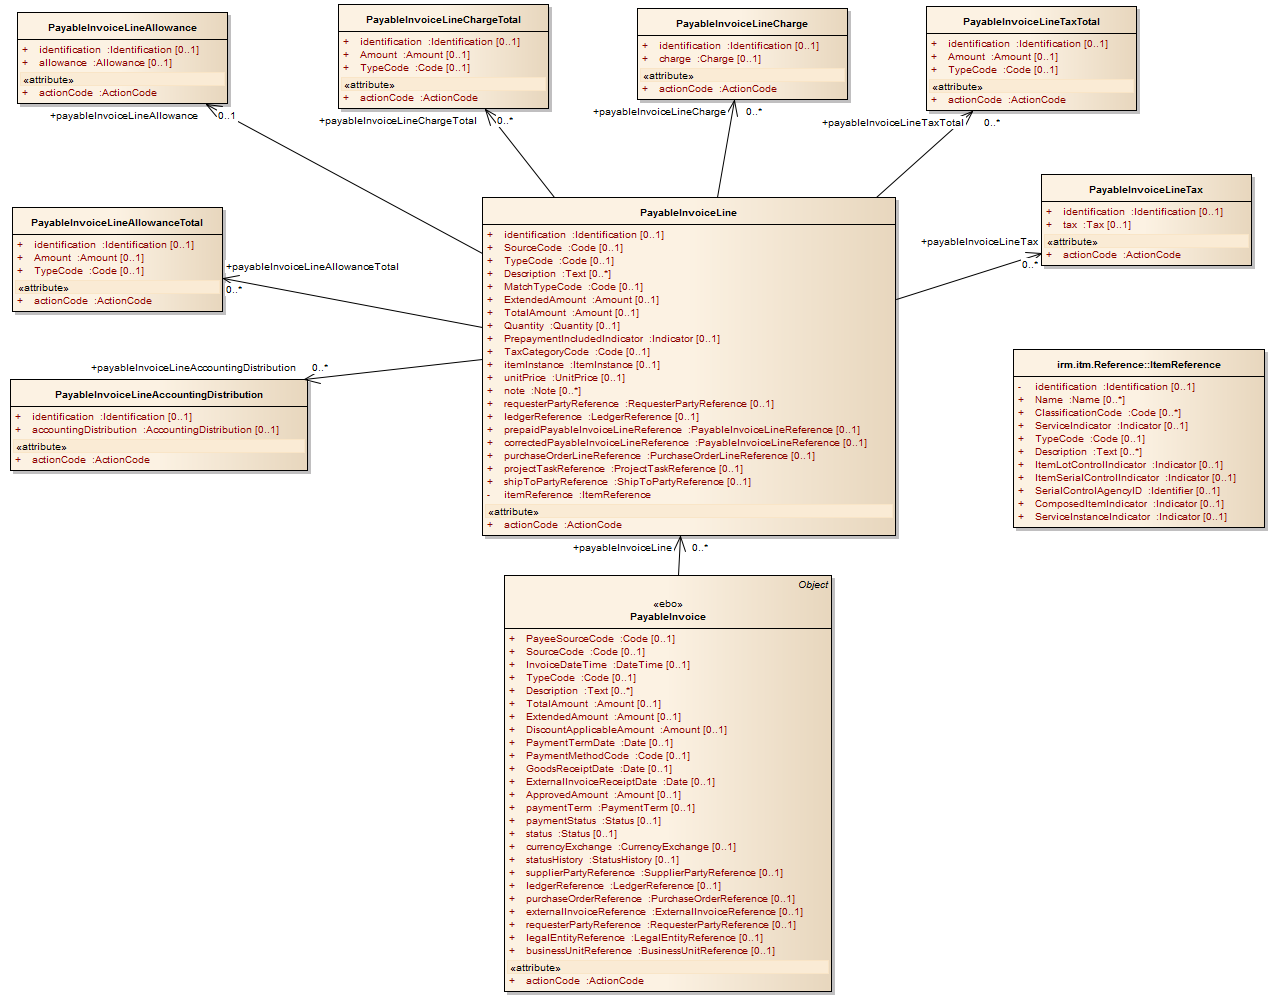 PayableInvoiceLineAllowance
+ identification :Identification [0..1]
+ allowance :Allowance [0..1]
«attribute»
+ actionCode :ActionCode
+payableInvoiceLineAllowance 0..1
PayableInvoiceLineChargeTotal
+ identification :Identification [0..1]
+ Amount :Amount [0..1]
+ TypeCode :Code [0..1]
«attribute»
+ actionCode :ActionCode
+payableInvoiceLineChargeTotal 0..*
PayableInvoiceLineCharge
+ identification :Identification [0..1]
+ charge :Charge [0..1]
«attribute»
+ actionCode :ActionCode
+payableInvoiceLineCharge 0..*
PayableInvoiceLineTaxTotal
+ identification :Identification [0..1]
+ Amount :Amount [0..1]
+ TypeCode :Code [0..1]
«attribute»
+ actionCode :ActionCode
+payableInvoiceLineTaxTotal 0..*
PayableInvoiceLineAllowanceTotal
+ identification :Identification [0..1]
+ Amount :Amount [0..1]
+ TypeCode :Code [0..1]
«attribute»
+ actionCode :ActionCode
+payableInvoiceLineAllowanceTotal
0..*
PayableInvoiceLine
+ identification :Identification [0..1]
+ SourceCode :Code [0..1]
+ TypeCode :Code [0..1]
+ Description :Text [0..*]
+ MatchTypeCode :Code [0..1]
+ ExtendedAmount :Amount [0..1]
+ TotalAmount :Amount [0..1]
+ Quantity :Quantity [0..1]
+ PrepaymentIncludedIndicator :Indicator [0..1]
+ TaxCategoryCode :Code [0..1]
+ itemInstance :ItemInstance [0..1]
+ unitPrice :UnitPrice [0..1]
+ note :Note [0..*]
+ requesterPartyReference :RequesterPartyReference [0..1]
+ ledgerReference :LedgerReference [0..1]
+ prepaidPayableInvoiceLineReference :PayableInvoiceLineReference [0..1]
+ correctedPayableInvoiceLineReference :PayableInvoiceLineReference [0..1]
+ purchaseOrderLineReference :PurchaseOrderLineReference [0..1]
+ projectTaskReference :ProjectTaskReference [0..1]
+ shipToPartyReference :ShipToPartyReference [0..1]
- itemReference :ItemReference
«attribute»
+ actionCode :ActionCode
PayableInvoiceLineTax
+ identification :Identification [0..1]
+ tax :Tax [0..1]
«attribute»
+ actionCode :ActionCode
+payableInvoiceLineTax
0..*
+payableInvoiceLineAccountingDistribution 0..*
PayableInvoiceLineAccountingDistribution
+ identification :Identification [0..1]
+ accountingDistribution :AccountingDistribution [0..1]
«attribute»
+ actionCode :ActionCode
irm.itm.Reference::ItemReference
- identification :Identification [0..1]
+ Name :Name [0..*]
+ ClassificationCode :Code [0..*]
+ ServiceIndicator :Indicator [0..1]
+ TypeCode :Code [0..1]
+ Description :Text [0..*]
+ ItemLotControlIndicator :Indicator [0..1]
+ ItemSerialControlIndicator :Indicator [0..1]
+ SerialControlAgencyID :Identifier [0..1]
+ ComposedItemIndicator :Indicator [0..1]
+ ServiceInstanceIndicator :Indicator [0..1]
+payableInvoiceLine 0..*
Object
«ebo»
PayableInvoice
+ PayeeSourceCode :Code [0..1]
+ SourceCode :Code [0..1]
+ InvoiceDateTime :DateTime [0..1]
+ TypeCode :Code [0..1]
+ Description :Text [0..*]
+ TotalAmount :Amount [0..1]
+ ExtendedAmount :Amount [0..1]
+ DiscountApplicableAmount :Amount [0..1]
+ PaymentTermDate :Date [0..1]
+ PaymentMethodCode :Code [0..1]
+ GoodsReceiptDate :Date [0..1]
+ ExternalInvoiceReceiptDate :Date [0..1]
+ ApprovedAmount :Amount [0..1]
+ paymentTerm :PaymentTerm [0..1]
+ paymentStatus :Status [0..1]
+ status :Status [0..1]
+ currencyExchange :CurrencyExchange [0..1]
+ statusHistory :StatusHistory [0..1]
+ supplierPartyReference :SupplierPartyReference [0..1]
+ ledgerReference :LedgerReference [0..1]
+ purchaseOrderReference :PurchaseOrderReference [0..1]
+ externalInvoiceReference :ExternalInvoiceReference [0..1]
+ requesterPartyReference :RequesterPartyReference [0..1]
+ legalEntityReference :LegalEntityReference [0..1]
+ businessUnitReference :BusinessUnitReference [0..1]
«attribute»
+ actionCode :ActionCode